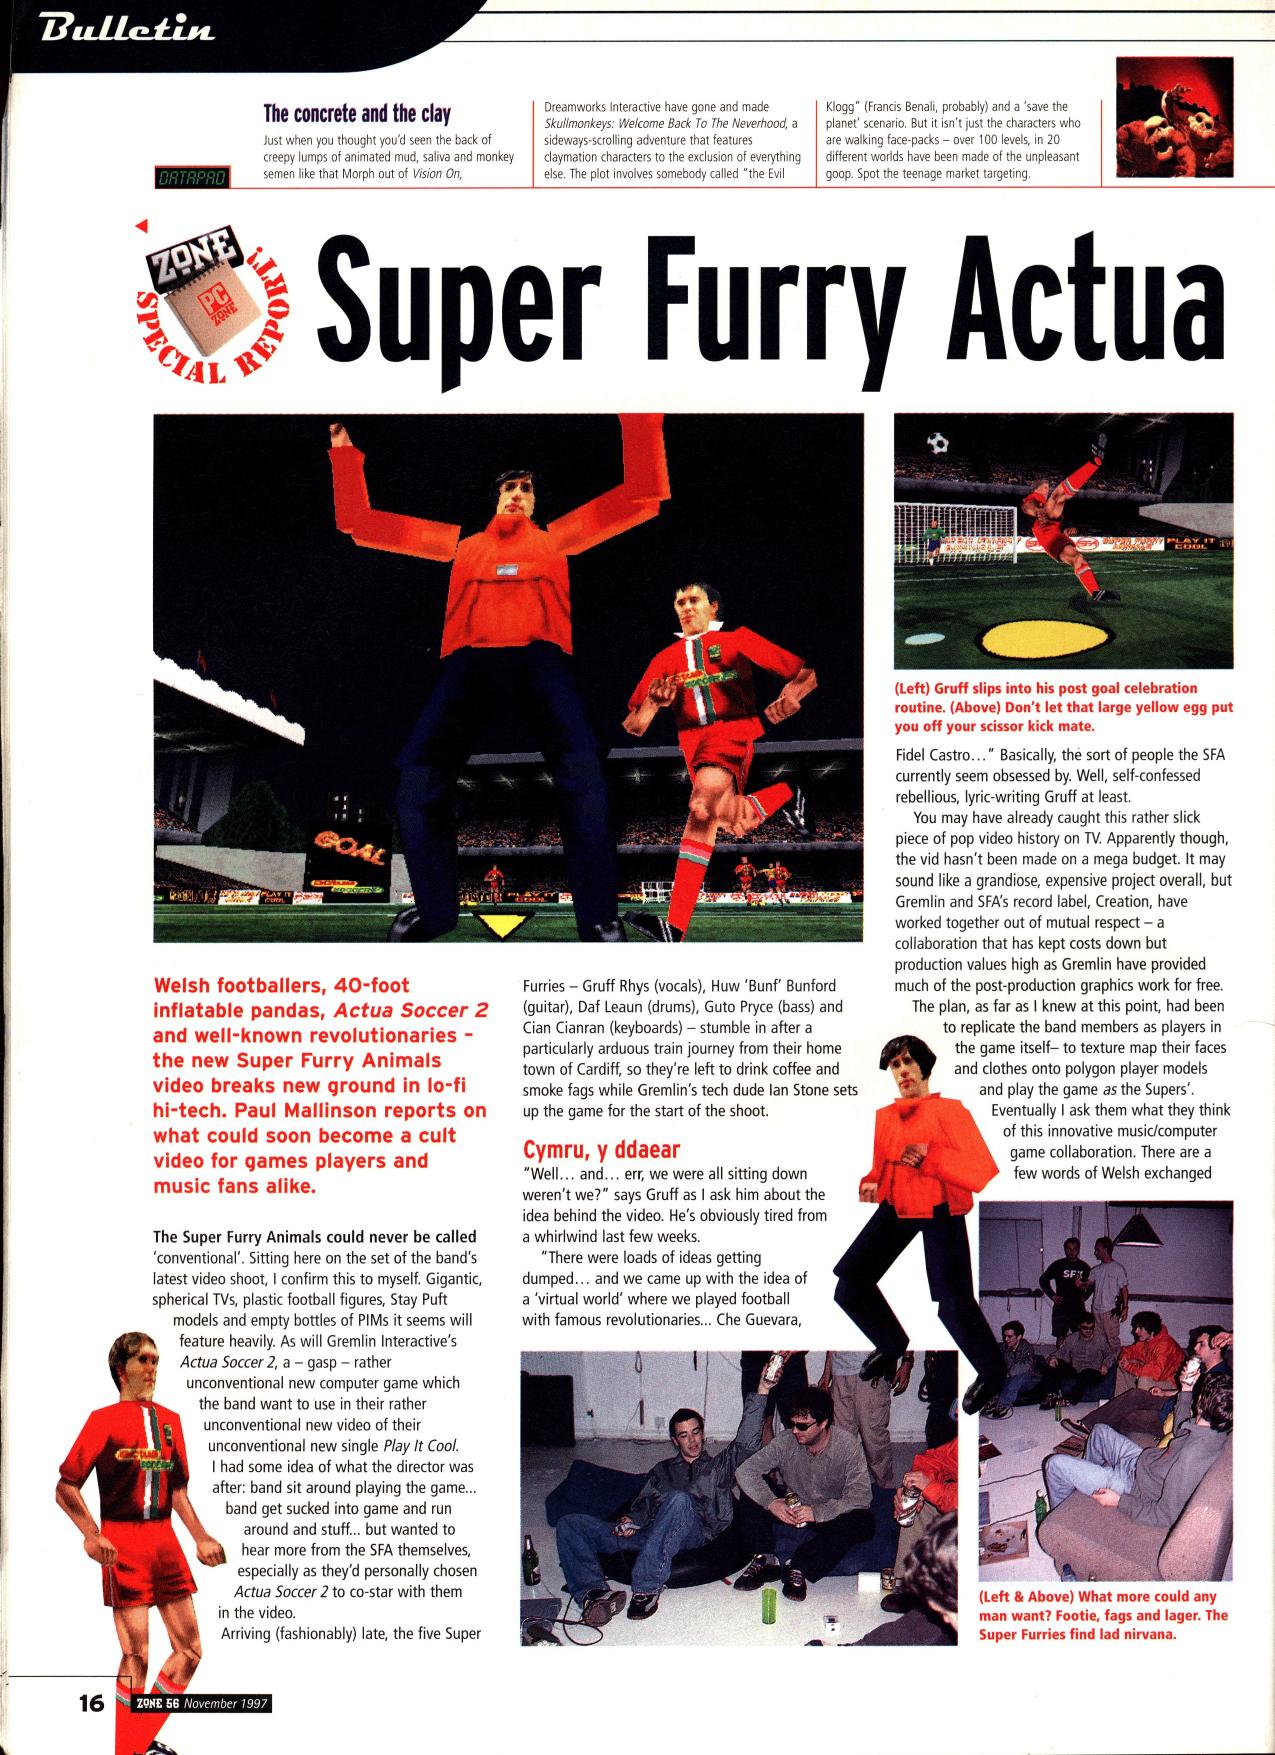 Bulletin
The concrete and the clay
Just when you thought you'd seen the back of
creepy lumps of animated mud, saliva and monkey
semen like that Morph out of Vision On,
Dreamworks Interactive have gone and made
Skullmonkeys: Welcome Back To The Neverhood, a
sideways-scrolling adventure that features
claymation characters to the exclusion of everything
else. The plot involves somebody called "the Evil
Klogg" (Francis Benali, probably) and a 'save the
planet' scenario. But it isn't just the characters who
are walking face-packs – over 100 levels, in 20
different worlds have been made of the unpleasant
goop. Spot the teenage market targeting.
DATAPAD
ZONE
PC
ZONE
SPECIAL REPORT!
Super Furry Actua
GOAL
PLAY IT
COOL
SUPER FURRY
PLAY IT
COOL
(Left) Gruff slips into his post goal celebration
routine. (Above) Don't let that large yellow egg put
you off your scissor kick mate.
Welsh footballers, 40-foot
inflatable pandas, Actua Soccer 2
and well-known revolutionaries -
the new Super Furry Animals
video breaks new ground in lo-fi
hi-tech. Paul Mallinson reports on
what could soon become a cult
video for games players and
music fans alike.
The Super Furry Animals could never be called
'conventional'. Sitting here on the set of the band's
latest video shoot, I confirm this to myself. Gigantic,
spherical TVs, plastic football figures, Stay Puft
models and empty bottles of PIMs it seems will
feature heavily. As will Gremlin Interactive's
Actua Soccer 2, a – gasp – rather
unconventional new computer game which
the band want to use in their rather
unconventional new video of their
unconventional new single Play It Cool.
I had some idea of what the director was
after: band sit around playing the game...
band get sucked into game and run
around and stuff... but wanted to
hear more from the SFA themselves,
especially as they'd personally chosen
Actua Soccer 2 to co-star with them
in the video.
Arriving (fashionably) late, the five Super
Furries – Gruff Rhys (vocals), Huw 'Bunf' Bunford
(guitar), Daf Leaun (drums), Guto Pryce (bass) and
Cian Cianran (keyboards) – stumble in after a
particularly arduous train journey from their home
town of Cardiff, so they're left to drink coffee and
smoke fags while Gremlin's tech dude Ian Stone sets
up the game for the start of the shoot.
Cymru, y ddaear
"Well... and... err, we were all sitting down
weren't we?" says Gruff as I ask him about the
idea behind the video. He's obviously tired from
a whirlwind last few weeks.
"There were loads of ideas getting
dumped... and we came up with the idea of
a 'virtual world' where we played football
with famous revolutionaries... Che Guevara,
Fidel Castro..." Basically, the sort of people the SFA
currently seem obsessed by. Well, self-confessed
rebellious, lyric-writing Gruff at least.
You may have already caught this rather slick
piece of pop video history on TV. Apparently though,
the vid hasn't been made on a mega budget. It may
sound like a grandiose, expensive project overall, but
Gremlin and SFA's record label, Creation, have
worked together out of mutual respect – a
collaboration that has kept costs down but
production values high as Gremlin have provided
much of the post-production graphics work for free.
The plan, as far as I knew at this point, had been
to replicate the band members as players in
the game itself– to texture map their faces
and clothes onto polygon player models
and play the game as the Supers'.
Eventually I ask them what they think
of this innovative music/computer
game collaboration. There are a
few words of Welsh exchanged
(Left & Above) What more could any
man want? Footie, fags and lager. The
Super Furries find lad nirvana.
16
ZONE 56 November 1997